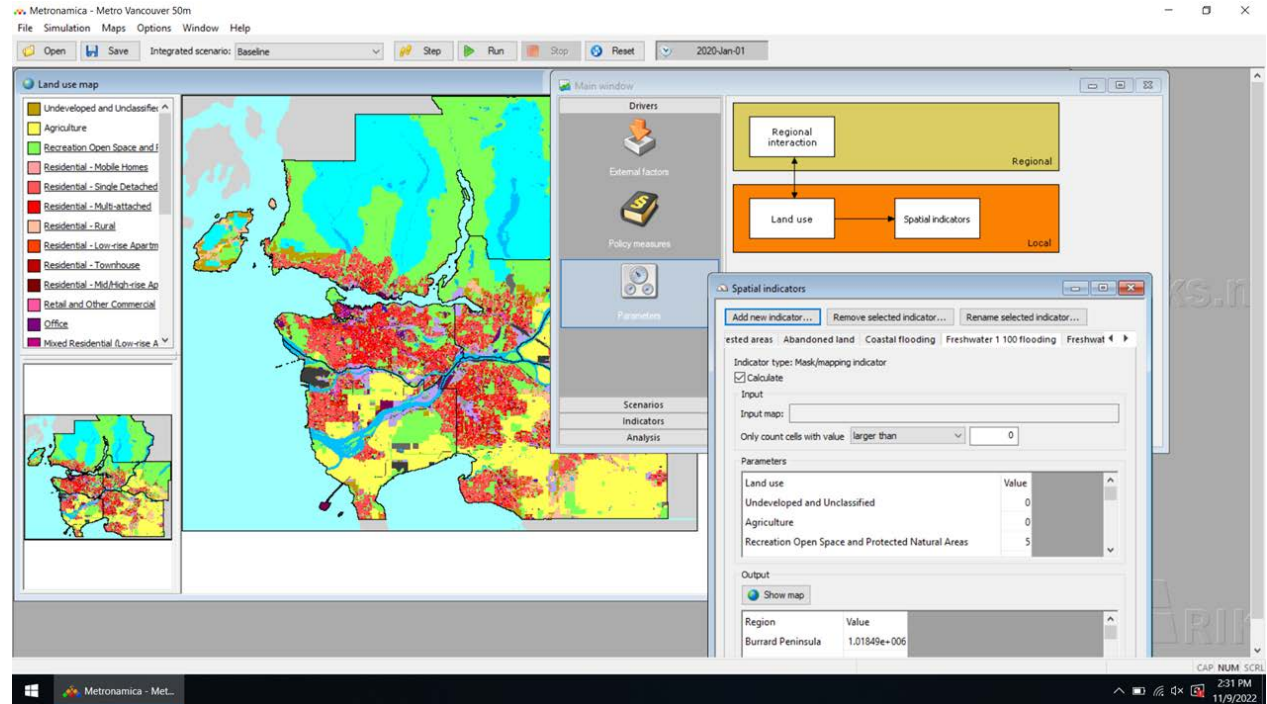 Metronamica - Metro Vancouver 50m
File Simulation Maps Options Window Help
Open Save Integrated scenario: Baseline Step Run Stop Reset 2020-Jan-01
Land use map
Undeveloped and Unclassifie
Agriculture
Recreation Open Space and
Residential - Mobile Homes
Residential - Single Detached
Residential - Multi-attached
Residential - Rural
Residential - Low-rise Apartm
Residential - Townhouse
Residential - Mid/High-rise Ap
Retail and Other Commercial
Office
Mixed Residential (Low-rise A
Main window
Drivers
External factors
Policy measures
Parameters
Scenarios
Indicators
Analysis
Regional
interaction
Regional
Land use
Spatial indicators
Local
Spatial indicators
Add new indicator... Remove selected indicator... Rename selected indicator...
ested areas Abandoned land Coastal flooding Freshwater 1 100 flooding Freshwat
Indicator type: Mask/mapping indicator
Calculate
Input
Input map:
Only count cells with value larger than 0
Parameters
Land use Value
Undeveloped and Unclassified 0
Agriculture 0
Recreation Open Space and Protected Natural Areas 5
Output
Show map
Region Value
Burrard Peninsula 1.01849e+006
CAP NUM SCRL
Metronamica - Met...
2:31 PM
11/9/2022